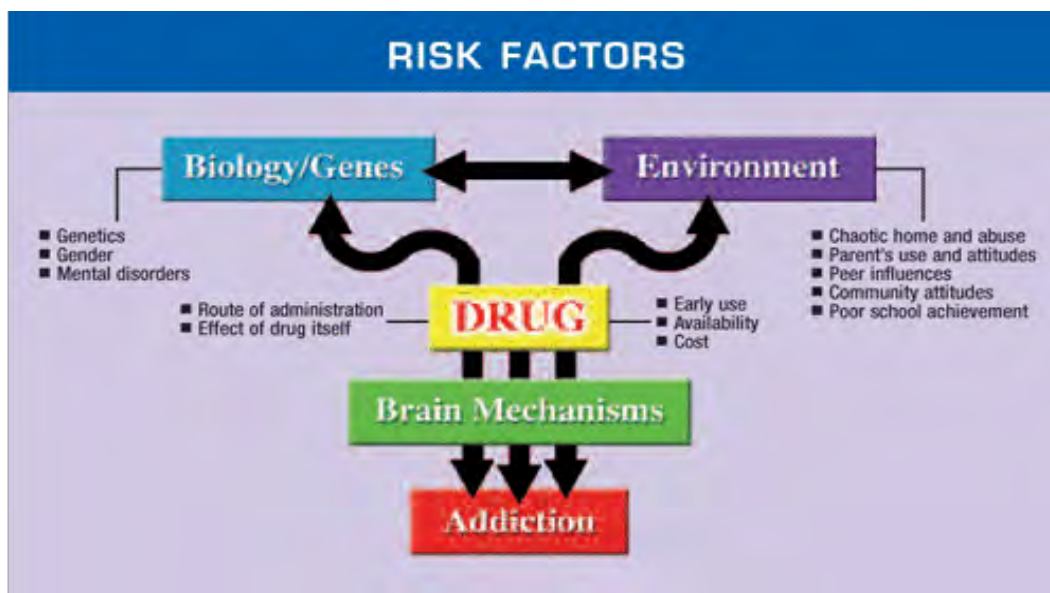 RISK FACTORS
Biology/Genes
Environment
■ Genetics
■ Gender
■ Mental disorders
■ Chaotic home and abuse
■ Parent's use and attitudes
■ Peer influences
■ Community attitudes
■ Poor school achievement
■ Route of administration
■ Effect of drug itself
DRUG
■ Early use
■ Availability
■ Cost
Brain Mechanisms
Addiction